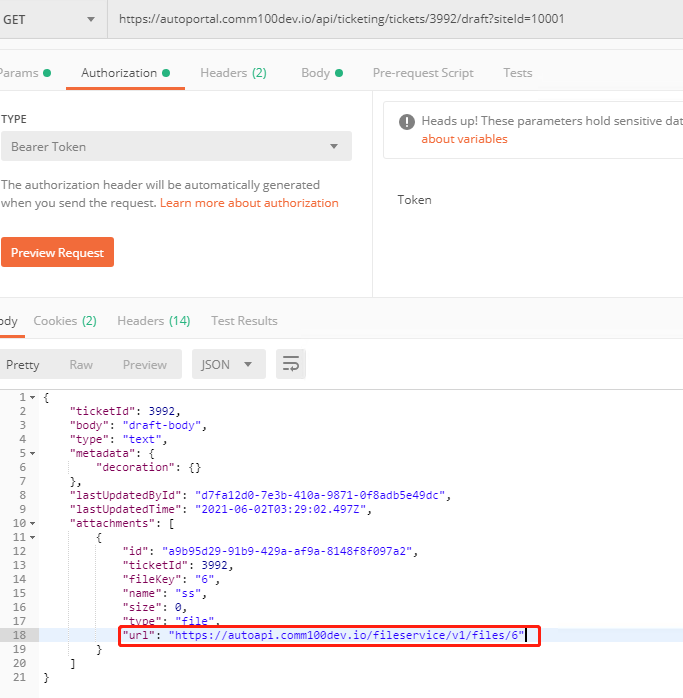 GET https://autoportal.comm100dev.io/api/ticketing/tickets/3992/draft?siteId=10001
Params Authorization Headers (2) Body Pre-request Script Tests
TYPE
Bearer Token
The authorization header will be automatically generated
when you send the request. Learn more about authorization
Preview Request
Heads up! These parameters hold sensitive dat
about variables
Token
ody Cookies (2) Headers (14) Test Results
Pretty Raw Preview JSON
1 {
2 "ticketId": 3992,
3 "body": "draft-body",
4 "type": "text",
5 "metadata": {
6 "decoration": {}
7 },
8 "lastUpdatedById": "d7fa12d0-7e3b-410a-9871-0f8adb5e49dc",
9 "lastUpdatedTime": "2021-06-02T03:29:02.497Z",
10 "attachments": [
11 {
12 "id": "a9b95d29-91b9-429a-af9a-8148f8f097a2",
13 "ticketId": 3992,
14 "fileKey": "6",
15 "name": "ss",
16 "size": 0,
17 "type": "file",
18 "url": "https://autoapi.comm100dev.io/fileservice/v1/files/6"
19 }
20 ]
21 }